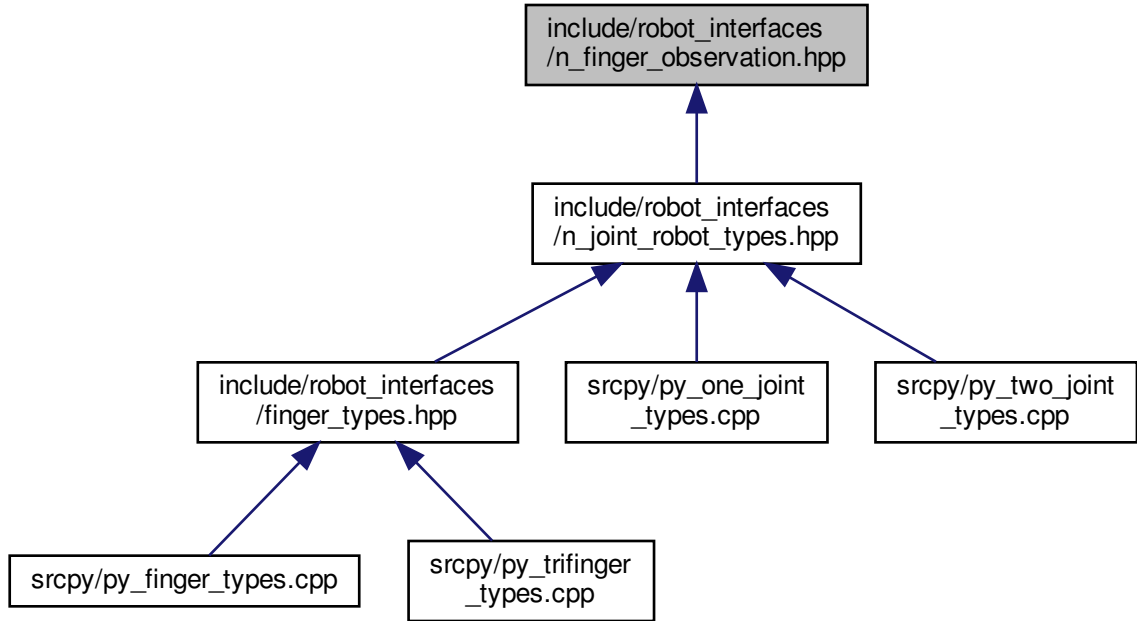 include/robot_interfaces
/n_finger_observation.hpp
include/robot_interfaces
/n_joint_robot_types.hpp
include/robot_interfaces
/finger_types.hpp
srcpy/py_one_joint
_types.cpp
srcpy/py_two_joint
_types.cpp
srcpy/py_finger_types.cpp
srcpy/py_trifinger
_types.cpp